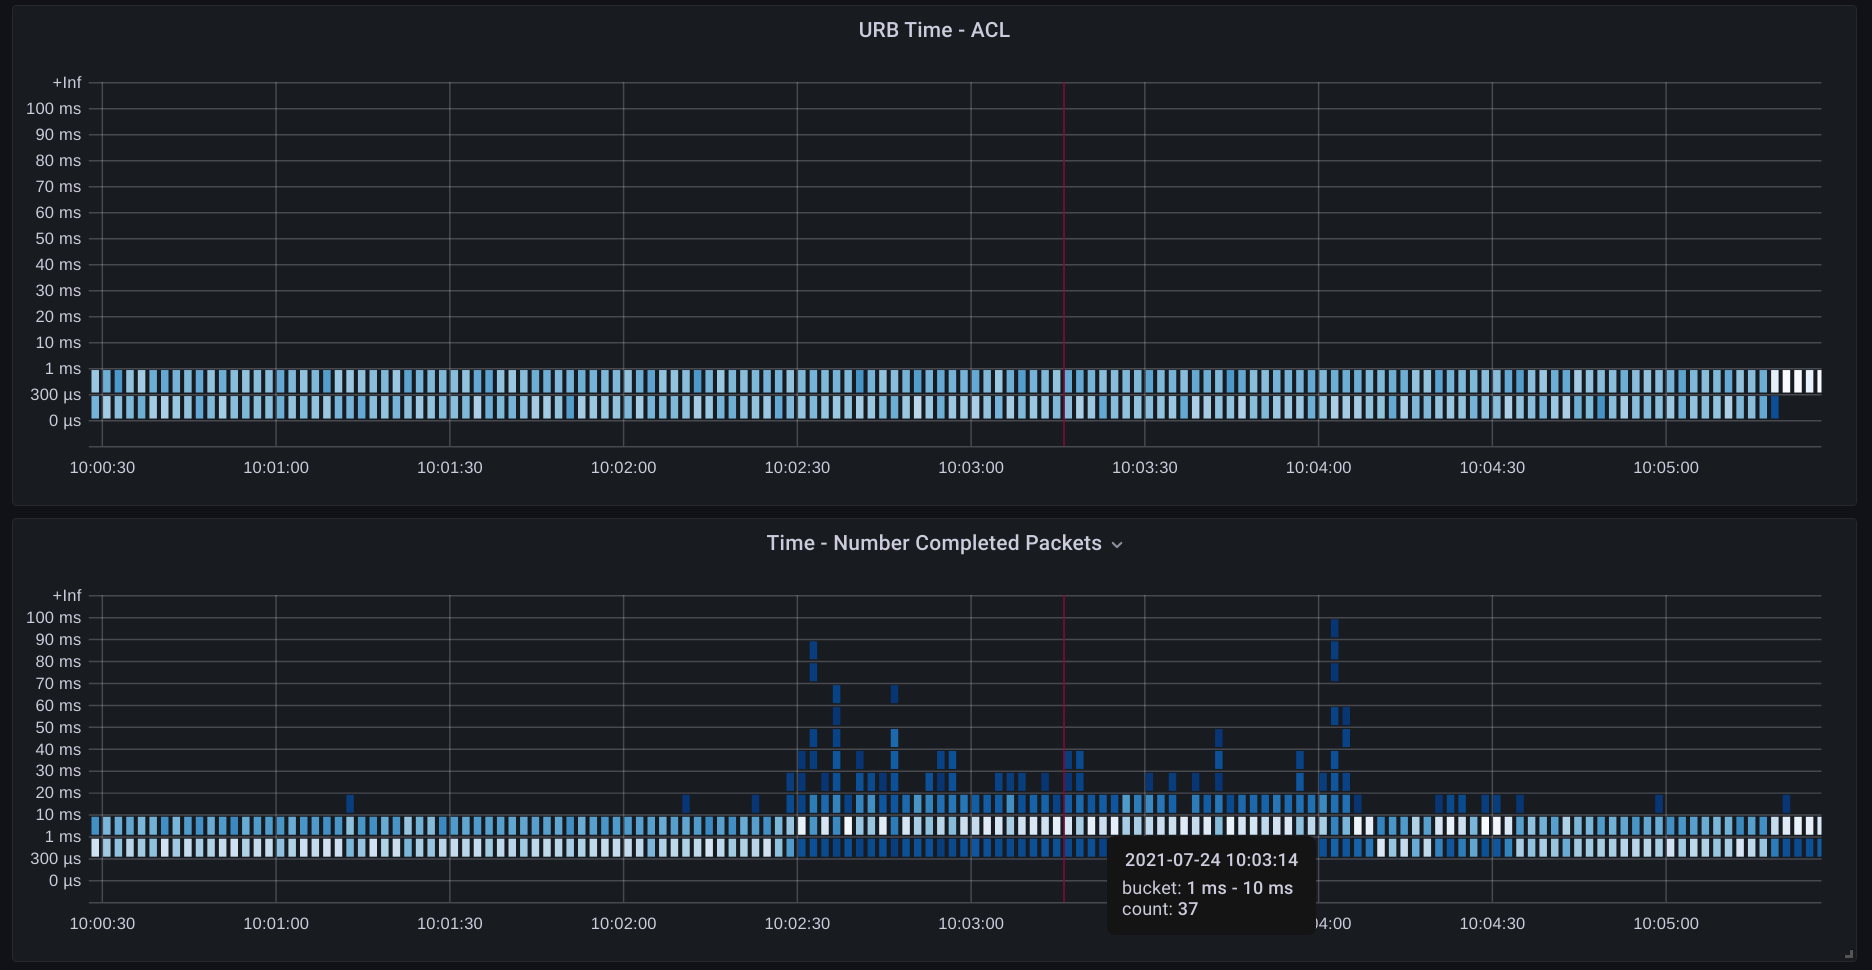 URB Time - ACL
+Inf
100 ms
90 ms
80 ms
70 ms
60 ms
50 ms
40 ms
30 ms
20 ms
10 ms
1 ms
300 µs
0 µs
10:00:30 10:01:00 10:01:30 10:02:00 10:02:30 10:03:00 10:03:30 10:04:00 10:04:30 10:05:00
Time - Number Completed Packets
+Inf
100 ms
90 ms
80 ms
70 ms
60 ms
50 ms
40 ms
30 ms
20 ms
10 ms
1 ms
300 µs
0 µs
2021-07-24 10:03:14
bucket: 1 ms - 10 ms
count: 37
10:00:30 10:01:00 10:01:30 10:02:00 10:02:30 10:03:00 4:00 10:04:30 10:05:00